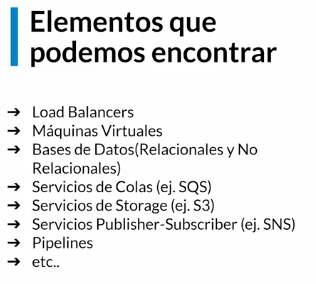 Elementos que
podemos encontrar
➔ Load Balancers
➔ Máquinas Virtuales
➔ Bases de Datos(Relacionales y No
Relacionales)
➔ Servicios de Colas (ej. SQS)
➔ Servicios de Storage (ej. S3)
➔ Servicios Publisher-Subscriber (ej. SNS)
➔ Pipelines
➔ etc..